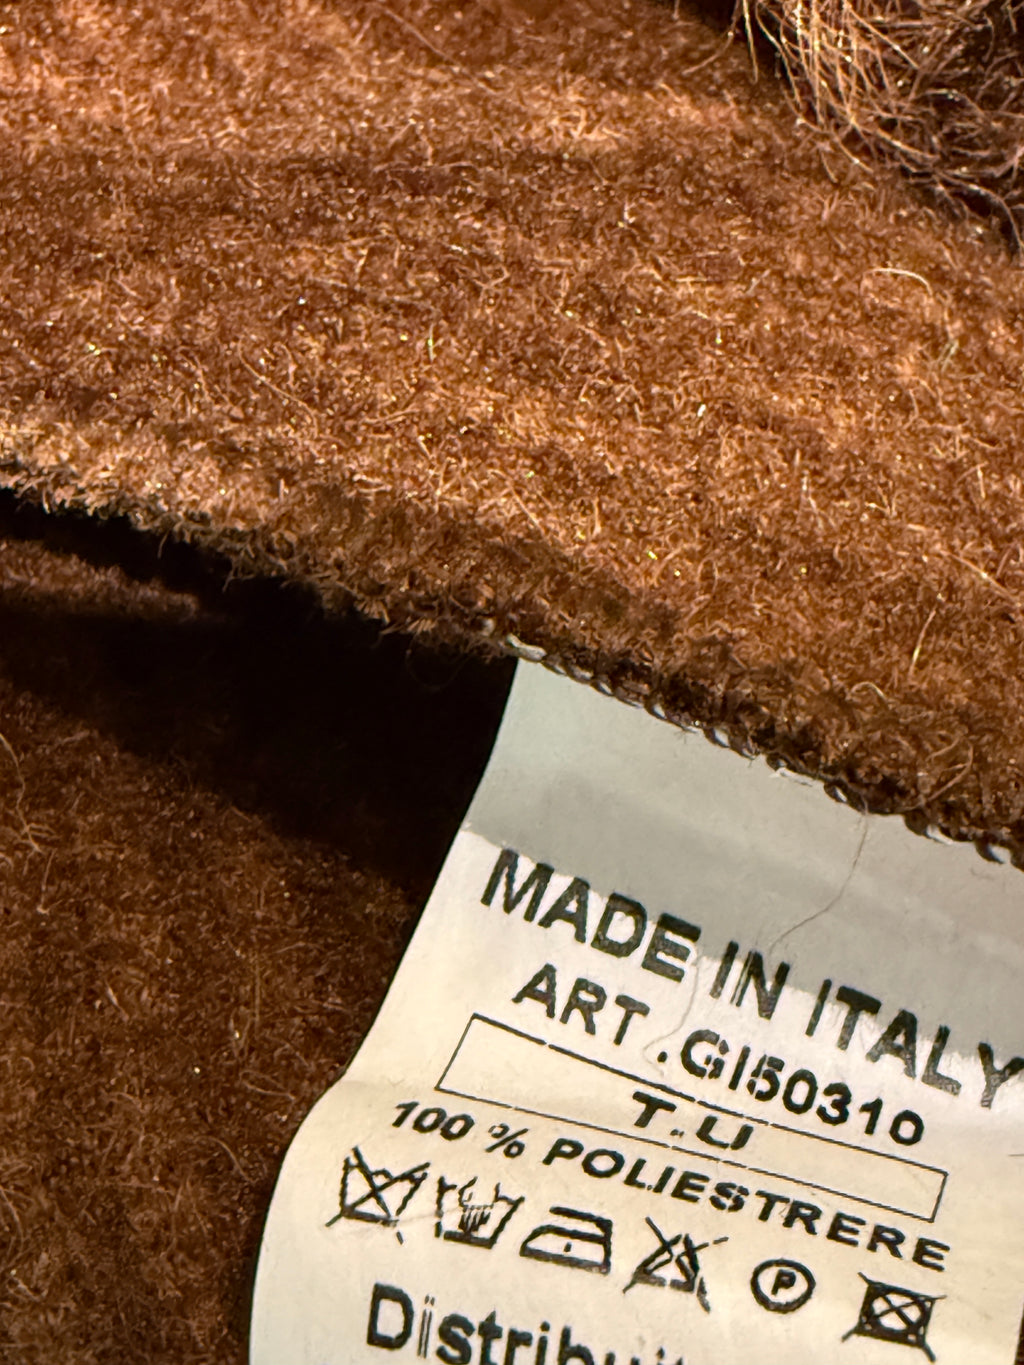 MADE IN ITALY
ART .GI50310
T.U
100 % POLIESTRERE
P